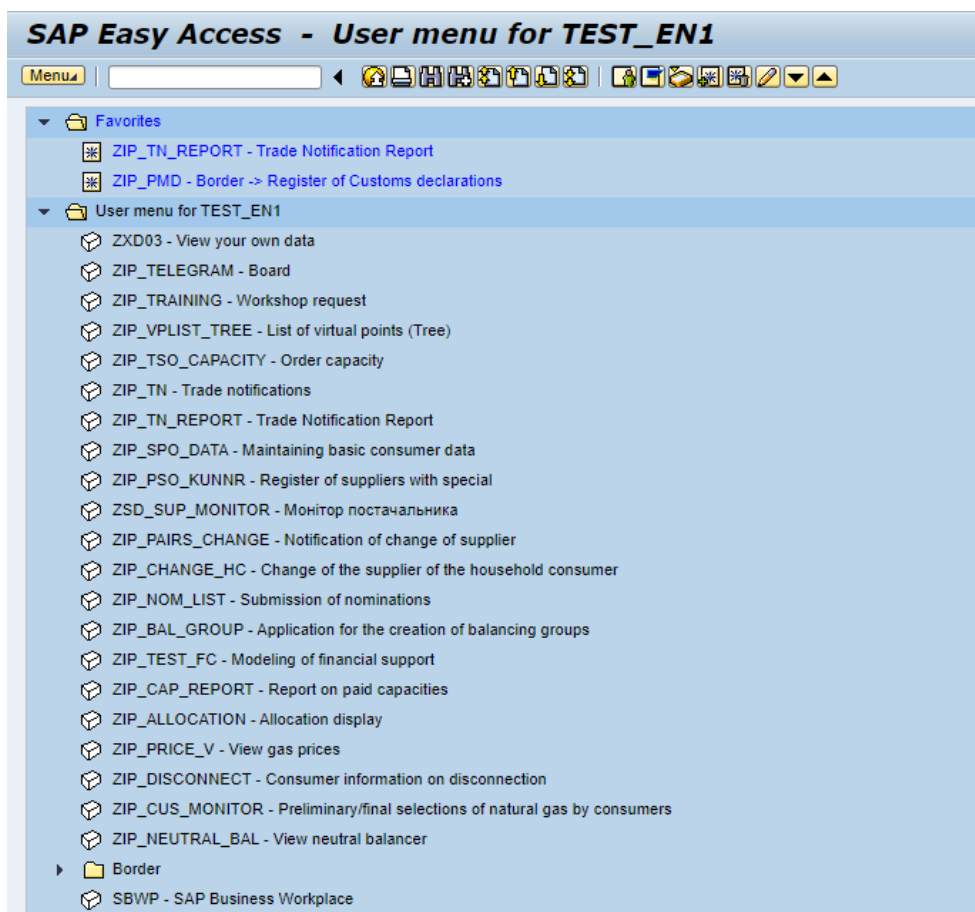 SAP Easy Access - User menu for TEST_EN1
Menu
Favorites
ZIP_TN_REPORT - Trade Notification Report
ZIP_PMD - Border -> Register of Customs declarations
User menu for TEST_EN1
ZXD03 - View your own data
ZIP_TELEGRAM - Board
ZIP_TRAINING - Workshop request
ZIP_VPLIST_TREE - List of virtual points (Tree)
ZIP_TSO_CAPACITY - Order capacity
ZIP_TN - Trade notifications
ZIP_TN_REPORT - Trade Notification Report
ZIP_SPO_DATA - Maintaining basic consumer data
ZIP_PSO_KUNNR - Register of suppliers with special
ZSD_SUP_MONITOR - Монітор постачальника
ZIP_PAIRS_CHANGE - Notification of change of supplier
ZIP_CHANGE_HC - Change of the supplier of the household consumer
ZIP_NOM_LIST - Submission of nominations
ZIP_BAL_GROUP - Application for the creation of balancing groups
ZIP_TEST_FC - Modeling of financial support
ZIP_CAP_REPORT - Report on paid capacities
ZIP_ALLOCATION - Allocation display
ZIP_PRICE_V - View gas prices
ZIP_DISCONNECT - Consumer information on disconnection
ZIP_CUS_MONITOR - Preliminary/final selections of natural gas by consumers
ZIP_NEUTRAL_BAL - View neutral balancer
Border
SBWP - SAP Business Workplace